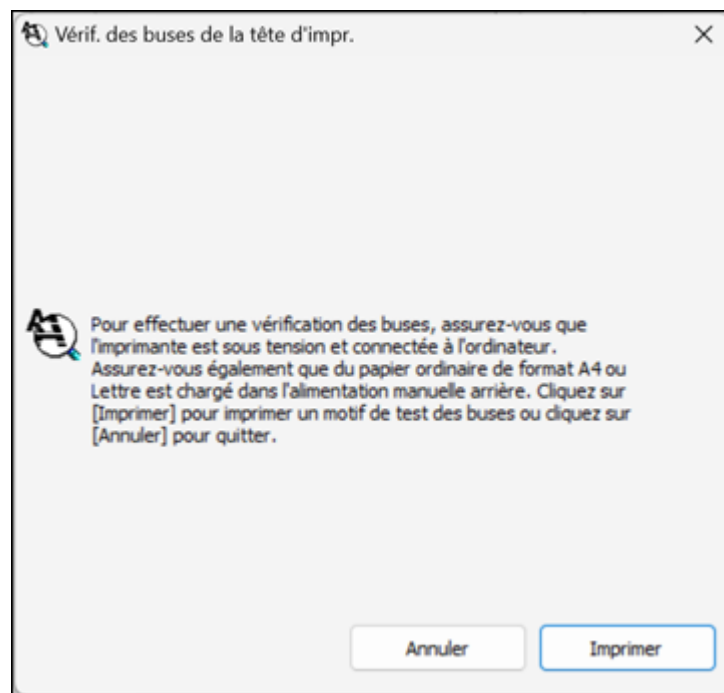 Vérif. des buses de la tête d'impr.
Pour effectuer une vérification des buses, assurez-vous que
l'imprimante est sous tension et connectée à l'ordinateur.
Assurez-vous également que du papier ordinaire de format A4 ou
Lettre est chargé dans l'alimentation manuelle arrière. Cliquez sur
[Imprimer] pour imprimer un motif de test des buses ou cliquez sur
[Annuler] pour quitter.
Annuler
Imprimer